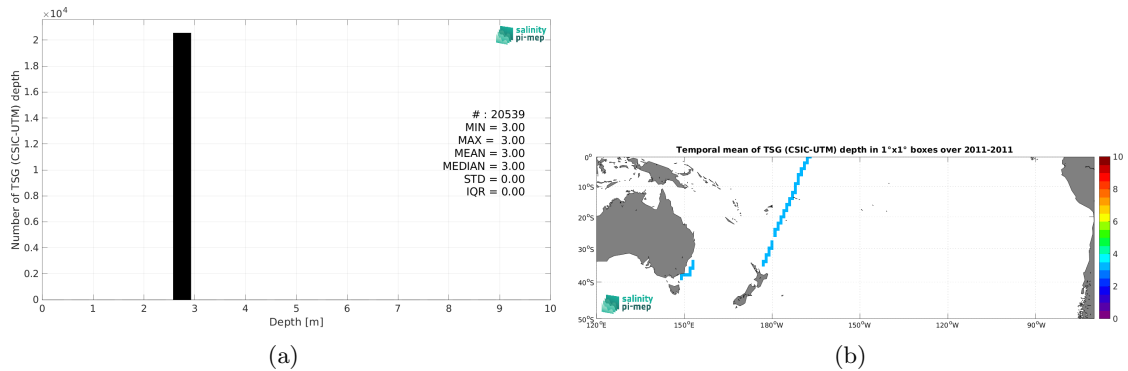 ×10⁴
2
1.8
1.6
1.4
1.2
1
0.8
0.6
0.4
0.2
0
Number of TSG (CSIC-UTM) depth
salinity
pi-mep
# : 20539
MIN = 3.00
MAX = 3.00
MEAN = 3.00
MEDIAN = 3.00
STD = 0.00
IQR = 0.00
0 1 2 3 4 5 6 7 8 9 10
Depth [m]
(a)
Temporal mean of TSG (CSIC-UTM) depth in 1°x1° boxes over 2011-2011
0°
10°S
20°S
30°S
40°S
50°S
120°E 150°E 180°W 150°W 120°W 90°W
salinity
pi-mep
10
8
6
4
2
0
(b)